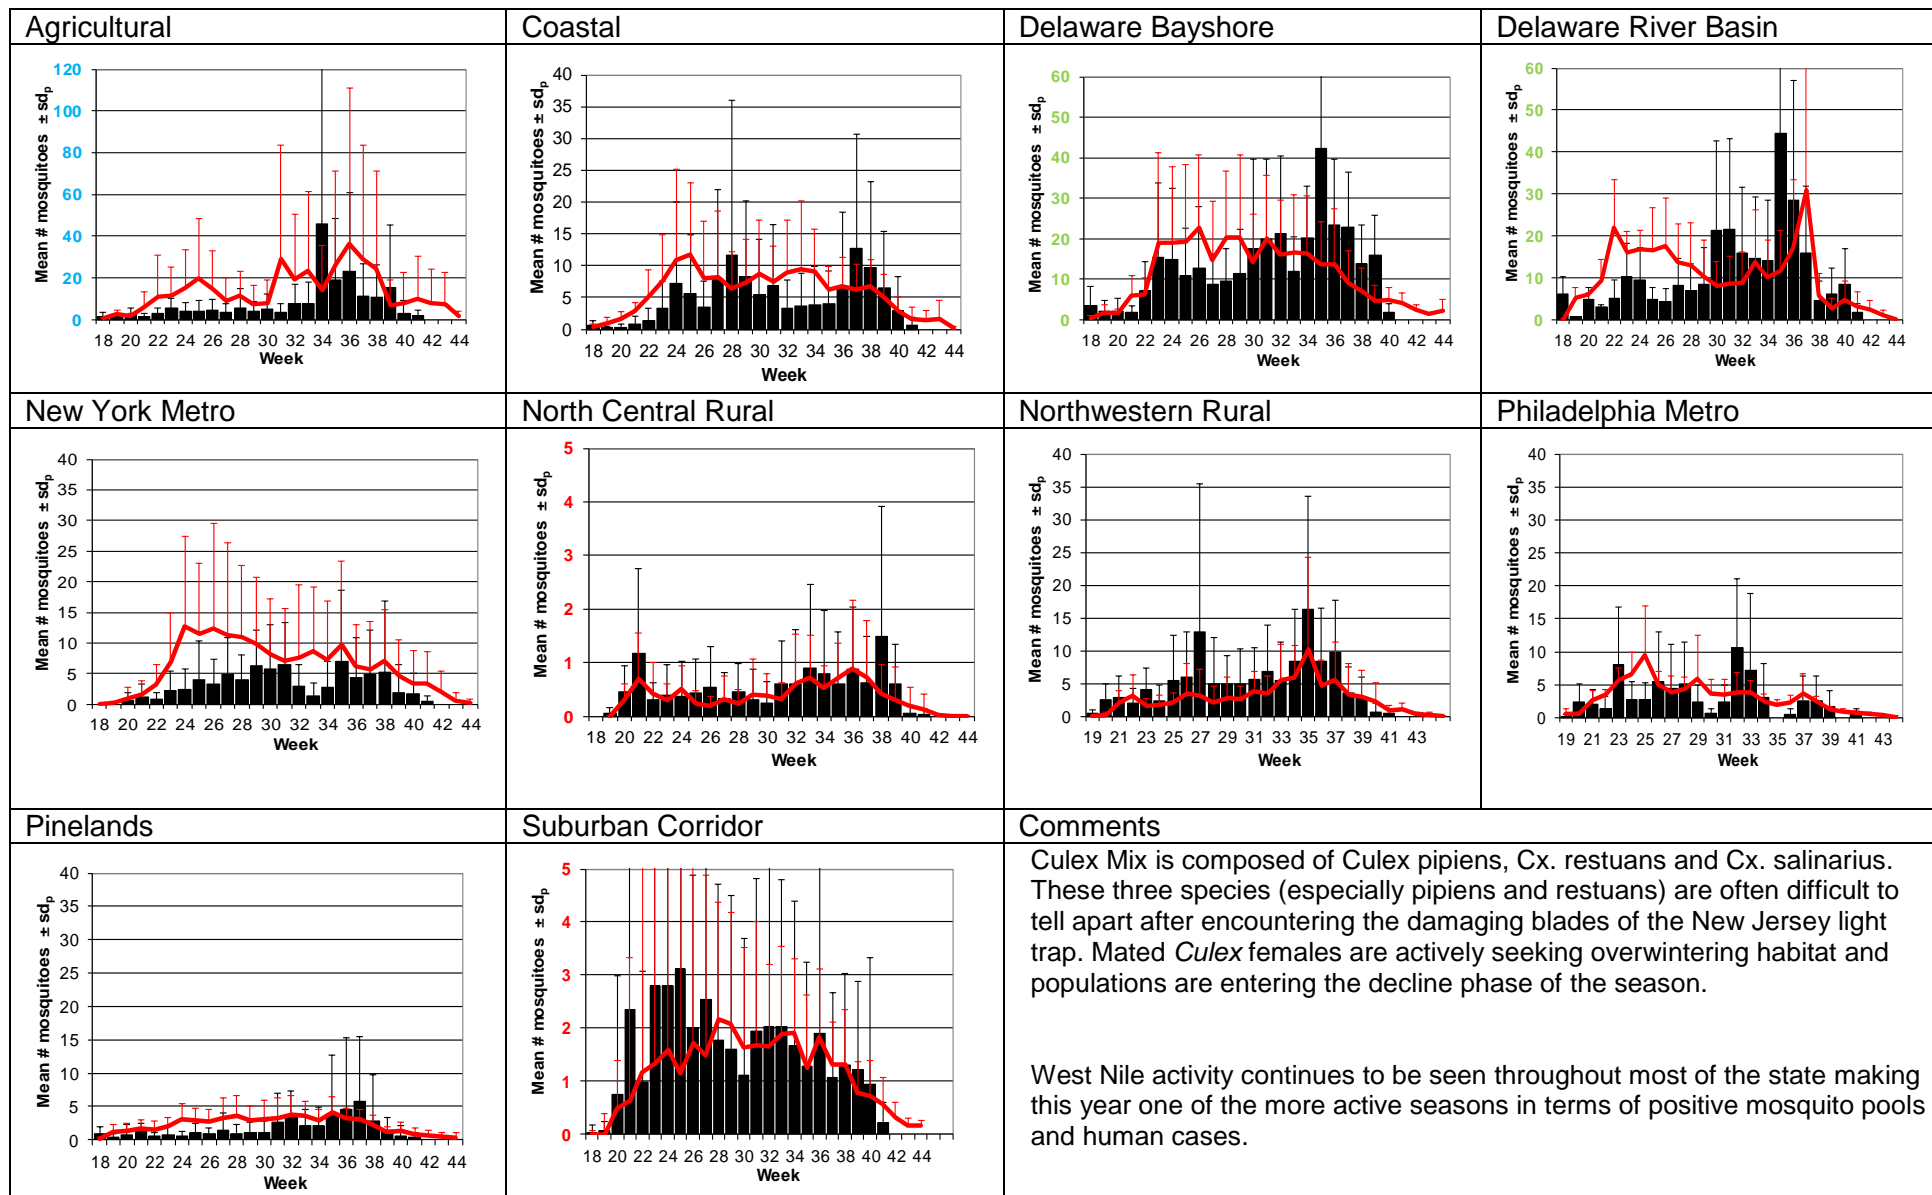 Agricultural
Mean # mosquitoes ± sdp
120
100
80
60
40
20
0
18 20 22 24 26 28 30 32 34 36 38 40 42 44
Week
Coastal
Mean # mosquitoes ± sdp
40
35
30
25
20
15
10
5
0
18 20 22 24 26 28 30 32 34 36 38 40 42 44
Week
Delaware Bayshore
Mean # mosquitoes ± sdp
60
50
40
30
20
10
0
18 20 22 24 26 28 30 32 34 36 38 40 42 44
Week
Delaware River Basin
Mean # mosquitoes ± sdp
60
50
40
30
20
10
0
18 20 22 24 26 28 30 32 34 36 38 40 42 44
Week
New York Metro
Mean # mosquitoes ± sdp
40
35
30
25
20
15
10
5
0
18 20 22 24 26 28 30 32 34 36 38 40 42 44
Week
North Central Rural
Mean # mosquitoes ± sdp
5
4
3
2
1
0
18 20 22 24 26 28 30 32 34 36 38 40 42 44
Week
Northwestern Rural
Mean # mosquitoes ± sdp
40
35
30
25
20
15
10
5
0
19 21 23 25 27 29 31 33 35 37 39 41 43
Week
Philadelphia Metro
Mean # mosquitoes ± sdp
40
35
30
25
20
15
10
5
0
19 21 23 25 27 29 31 33 35 37 39 41 43
Week
Pinelands
Mean # mosquitoes ± sdp
40
35
30
25
20
15
10
5
0
18 20 22 24 26 28 30 32 34 36 38 40 42 44
Week
Suburban Corridor
Mean # mosquitoes ± sdp
5
4
3
2
1
0
18 20 22 24 26 28 30 32 34 36 38 40 42 44
Week
Comments
Culex Mix is composed of Culex pipiens, Cx. restuans and Cx. salinarius.
These three species (especially pipiens and restuans) are often difficult to
tell apart after encountering the damaging blades of the New Jersey light
trap. Mated Culex females are actively seeking overwintering habitat and
populations are entering the decline phase of the season.
West Nile activity continues to be seen throughout most of the state making
this year one of the more active seasons in terms of positive mosquito pools
and human cases.